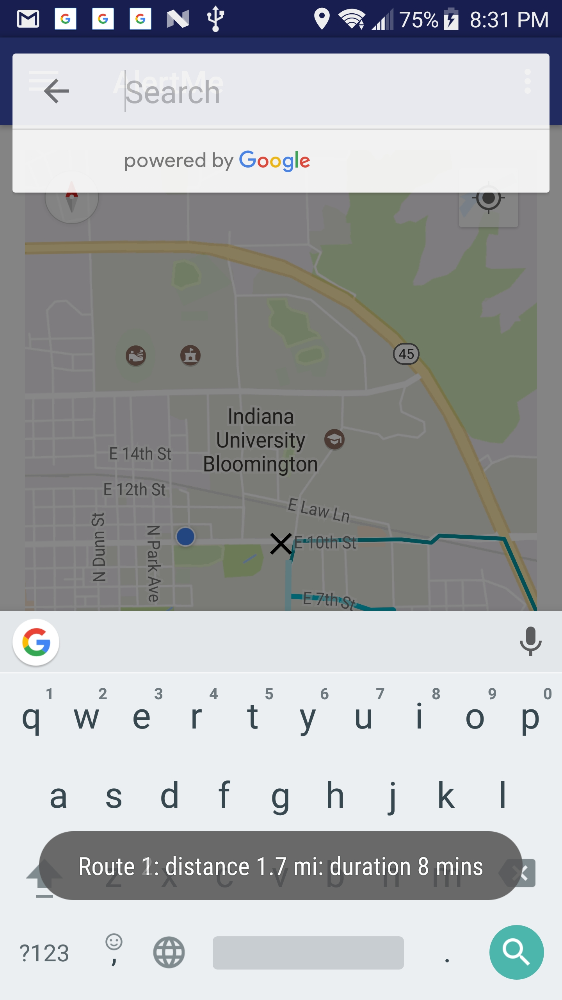 75% 8:31 PM
AlertMe
Search
powered by Google
45
Indiana
University
Bloomington
E 14th St
E 12th St
E Law Ln
N Dunn St
N Park Ave
E 10th St
E 7th St
G
1 2 3 4 5 6 7 8 9 0
q w e r t y u i o p
a s d f g h j k l
z x c v b n m
Route 1: distance 1.7 mi: duration 8 mins
?123 , .